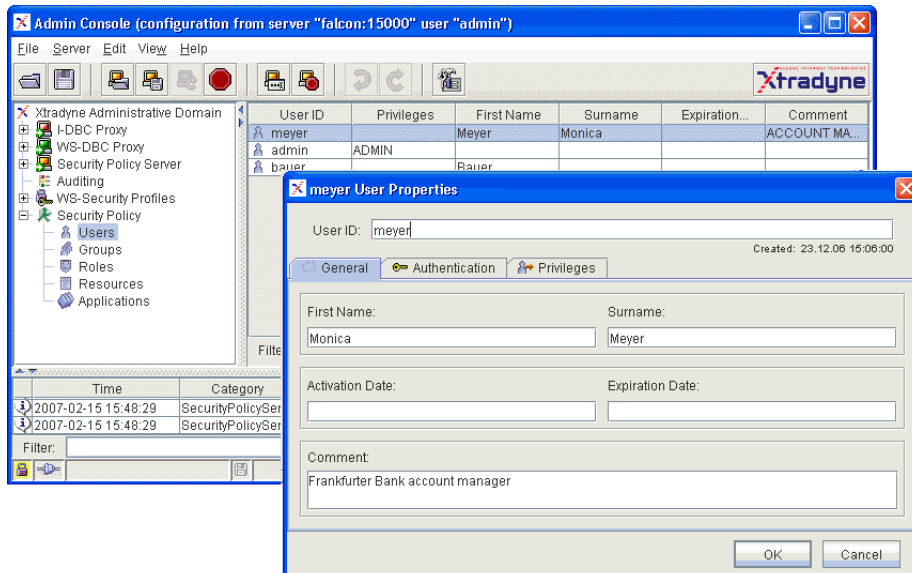 Admin Console (configuration from server "falcon:15000" user "admin")
File Server Edit View Help
SECURE INTERNET TECHNOLOGIES
Xtradyne
Xtradyne Administrative Domain
I-DBC Proxy
WS-DBC Proxy
Security Policy Server
Auditing
WS-Security Profiles
Security Policy
Users
Groups
Roles
Resources
Applications
User ID Privileges First Name Surname Expiration... Comment
meyer Meyer Monica ACCOUNT MA...
admin ADMIN
bauer Bauer
Filte
Time Category
2007-02-15 15:48:29 SecurityPolicySer
2007-02-15 15:48:29 SecurityPolicySer
Filter:
meyer User Properties
User ID: meyer
Created: 23.12.06 15:06:00
General Authentication Privileges
First Name: Surname:
Monica Meyer
Activation Date: Expiration Date:
Comment:
Frankfurter Bank account manager
OK Cancel